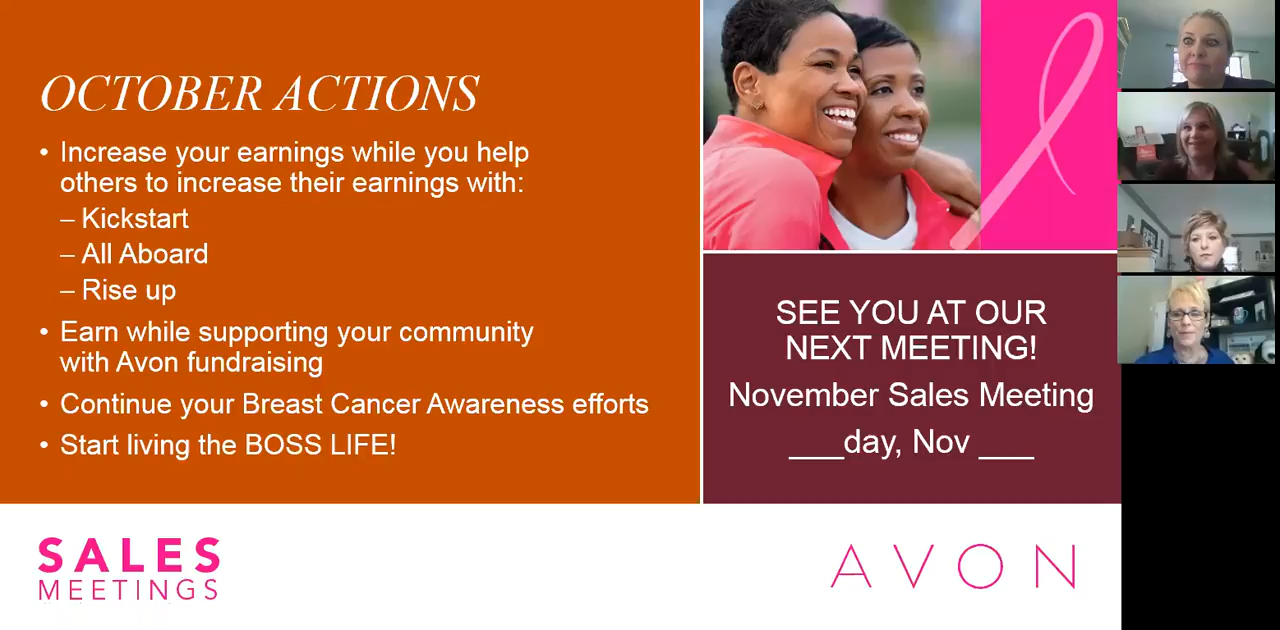 OCTOBER ACTIONS
• Increase your earnings while you help
others to increase their earnings with:
– Kickstart
– All Aboard
– Rise up
• Earn while supporting your community
with Avon fundraising
• Continue your Breast Cancer Awareness efforts
• Start living the BOSS LIFE!
SEE YOU AT OUR
NEXT MEETING!
November Sales Meeting
___day, Nov ___
SALES
MEETINGS
AVON